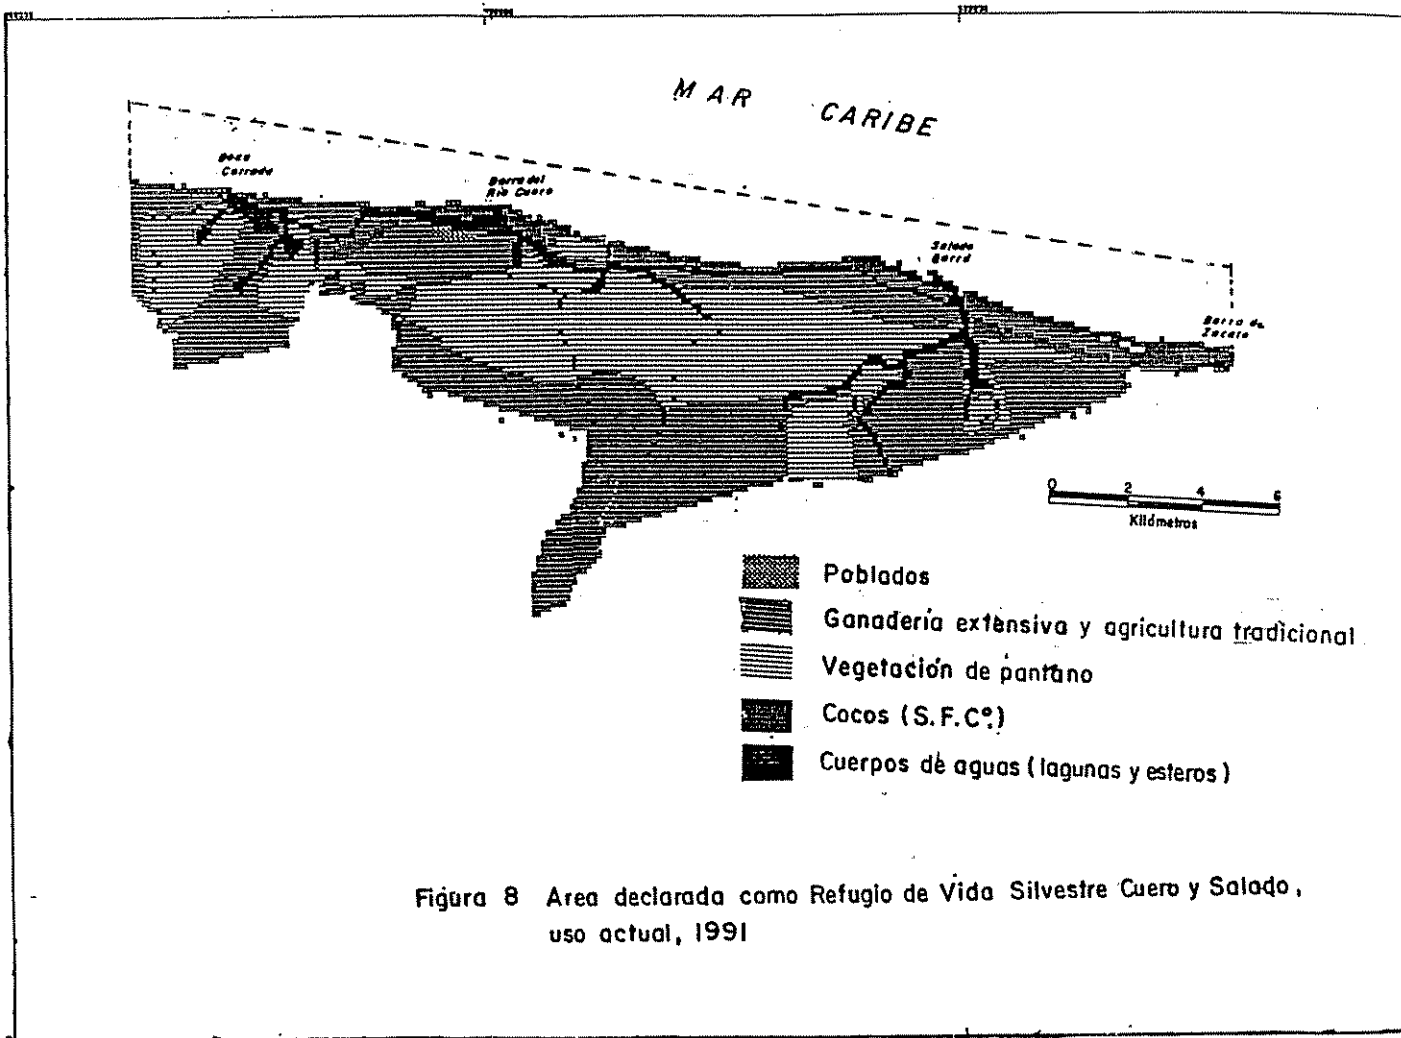 MAR CARIBE
Boca
Cerrada
Barra del
Río Cuero
Salado
Barra
Barra de
Zacate
0 2 4 6
Kilómetros
Poblados
Ganadería extensiva y agricultura tradicional
Vegetación de pantano
Cocos (S.F.Cº.)
Cuerpos de aguas (lagunas y esteros)
Figura 8 Area declarada como Refugio de Vida Silvestre Cuero y Salado,
uso actual, 1991